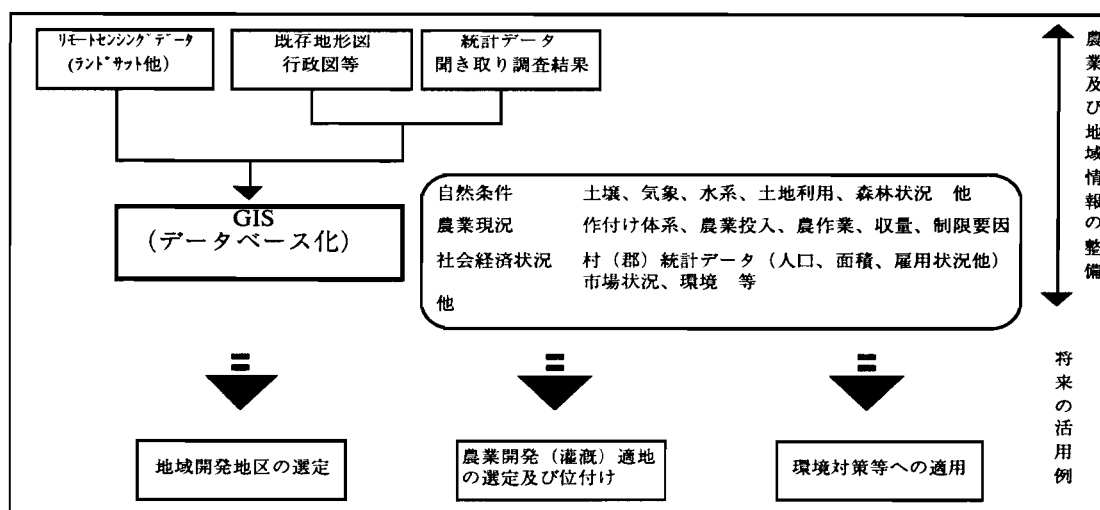 リモートセンシングデータ
(ランドサット他)
既存地形図
行政図等
統計データ
聞き取り調査結果
GIS
(データベース化)
自然条件　土壌、気象、水系、土地利用、森林状況 他
農業現況　作付け体系、農業投入、農作業、収量、制限要因
社会経済状況　村（郡）統計データ（人口、面積、雇用状況他）
市場状況、環境 等
他
農業及び地域情報の整備
=
=
=
地域開発地区の選定
農業開発（灌漑）適地
の選定及び位付け
環境対策等への適用
将来の活用例